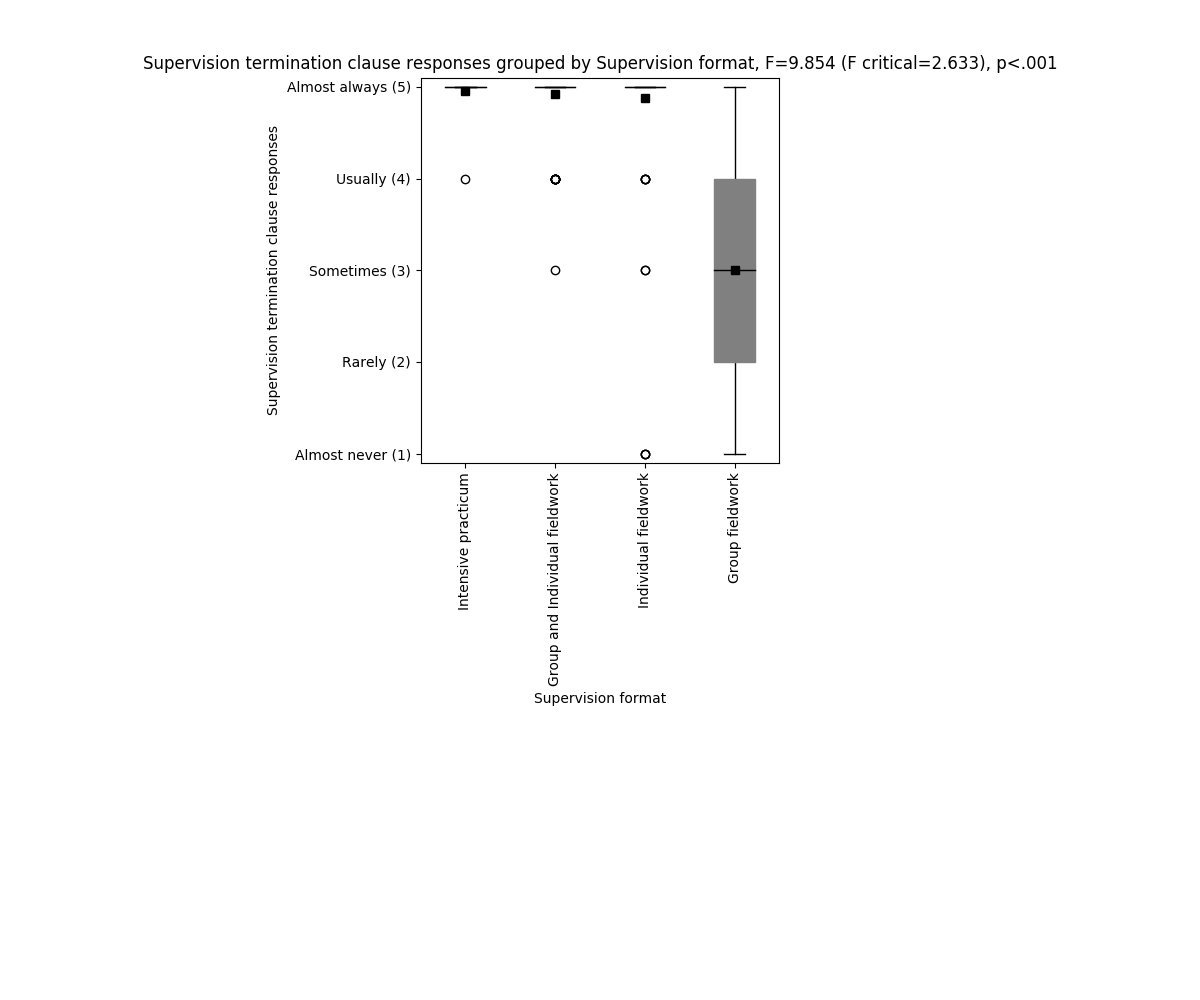 Supervision termination clause responses grouped by Supervision format, F=9.854 (F critical=2.633), p<.001
Supervision termination clause responses
Almost always (5)
Usually (4)
Sometimes (3)
Rarely (2)
Almost never (1)
Intensive practicum
Group and Individual fieldwork
Individual fieldwork
Group fieldwork
Supervision format